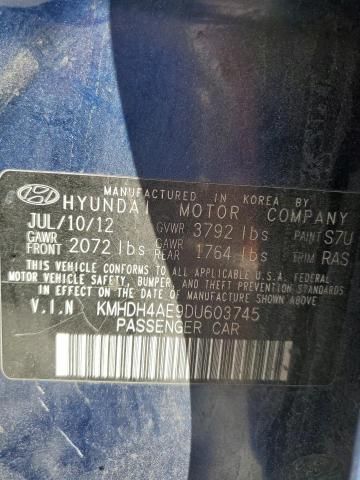 MANUFACTURED IN KOREA BY
HYUNDAI MOTOR COMPANY
JUL/10/12 GVWR 3792 lbs PAINT S7U
GAWR FRONT 2072 lbs GAWR REAR 1764 lbs TRIM RAS
THIS VEHICLE CONFORMS TO ALL APPLICABLE U.S.A. FEDERAL
MOTOR VEHICLE SAFETY, BUMPER, AND THEFT PREVENTION STANDARDS
IN EFFECT ON THE DATE OF MANUFACTURE SHOWN ABOVE.
V.I.N KMHDH4AE9DU603745
PASSENGER CAR